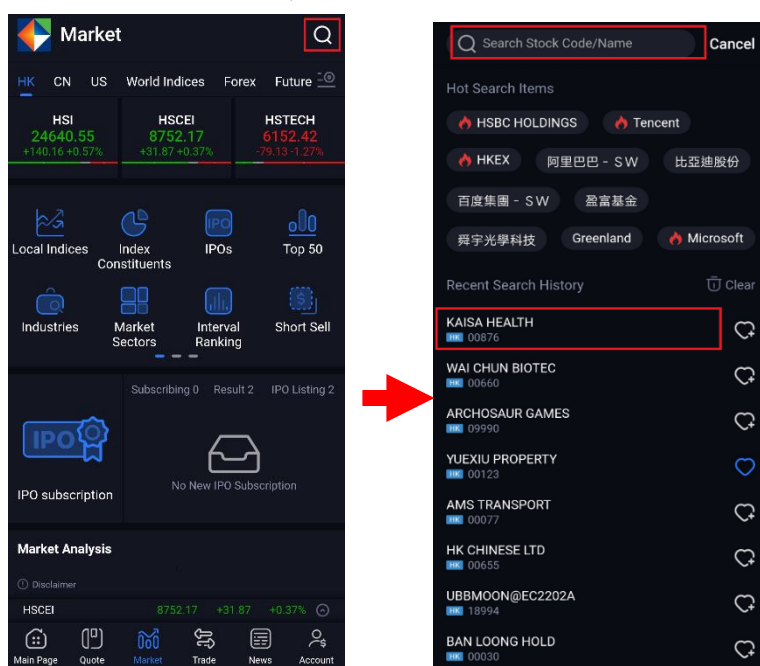 Market
HK CN US World Indices Forex Future
HSI HSCEI HSTECH
24640.55 8752.17 6152.42
+140.16 +0.57% +31.87 +0.37% -79.13 -1.27%
Local Indices Index Constituents IPOs Top 50
Industries Market Sectors Interval Ranking Short Sell
Subscribing 0 Result 2 IPO Listing 2
IPO
No New IPO Subscription
IPO subscription
Market Analysis
Disclaimer
HSCEI 8752.17 +31.87 +0.37%
Main Page Quote Market Trade News Account
Search Stock Code/Name Cancel
Hot Search Items
HSBC HOLDINGS Tencent
HKEX 阿里巴巴 - SW 比亞迪股份
百度集團 - SW 盈富基金
舜宇光學科技 Greenland Microsoft
Recent Search History Clear
KAISA HEALTH
HK 00876
WAI CHUN BIOTEC
HK 00660
ARCHOSAUR GAMES
HK 09990
YUEXIU PROPERTY
HK 00123
AMS TRANSPORT
HK 00077
HK CHINESE LTD
HK 00655
UBBMOON@EC2202A
HK 18994
BAN LOONG HOLD
HK 00030